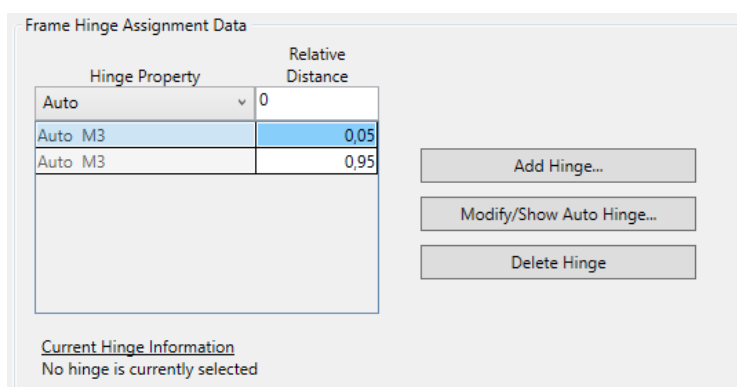 Frame Hinge Assignment Data
Relative
Hinge Property Distance
Auto 0
Auto M3 0,05
Auto M3 0,95
Add Hinge...
Modify/Show Auto Hinge...
Delete Hinge
Current Hinge Information
No hinge is currently selected